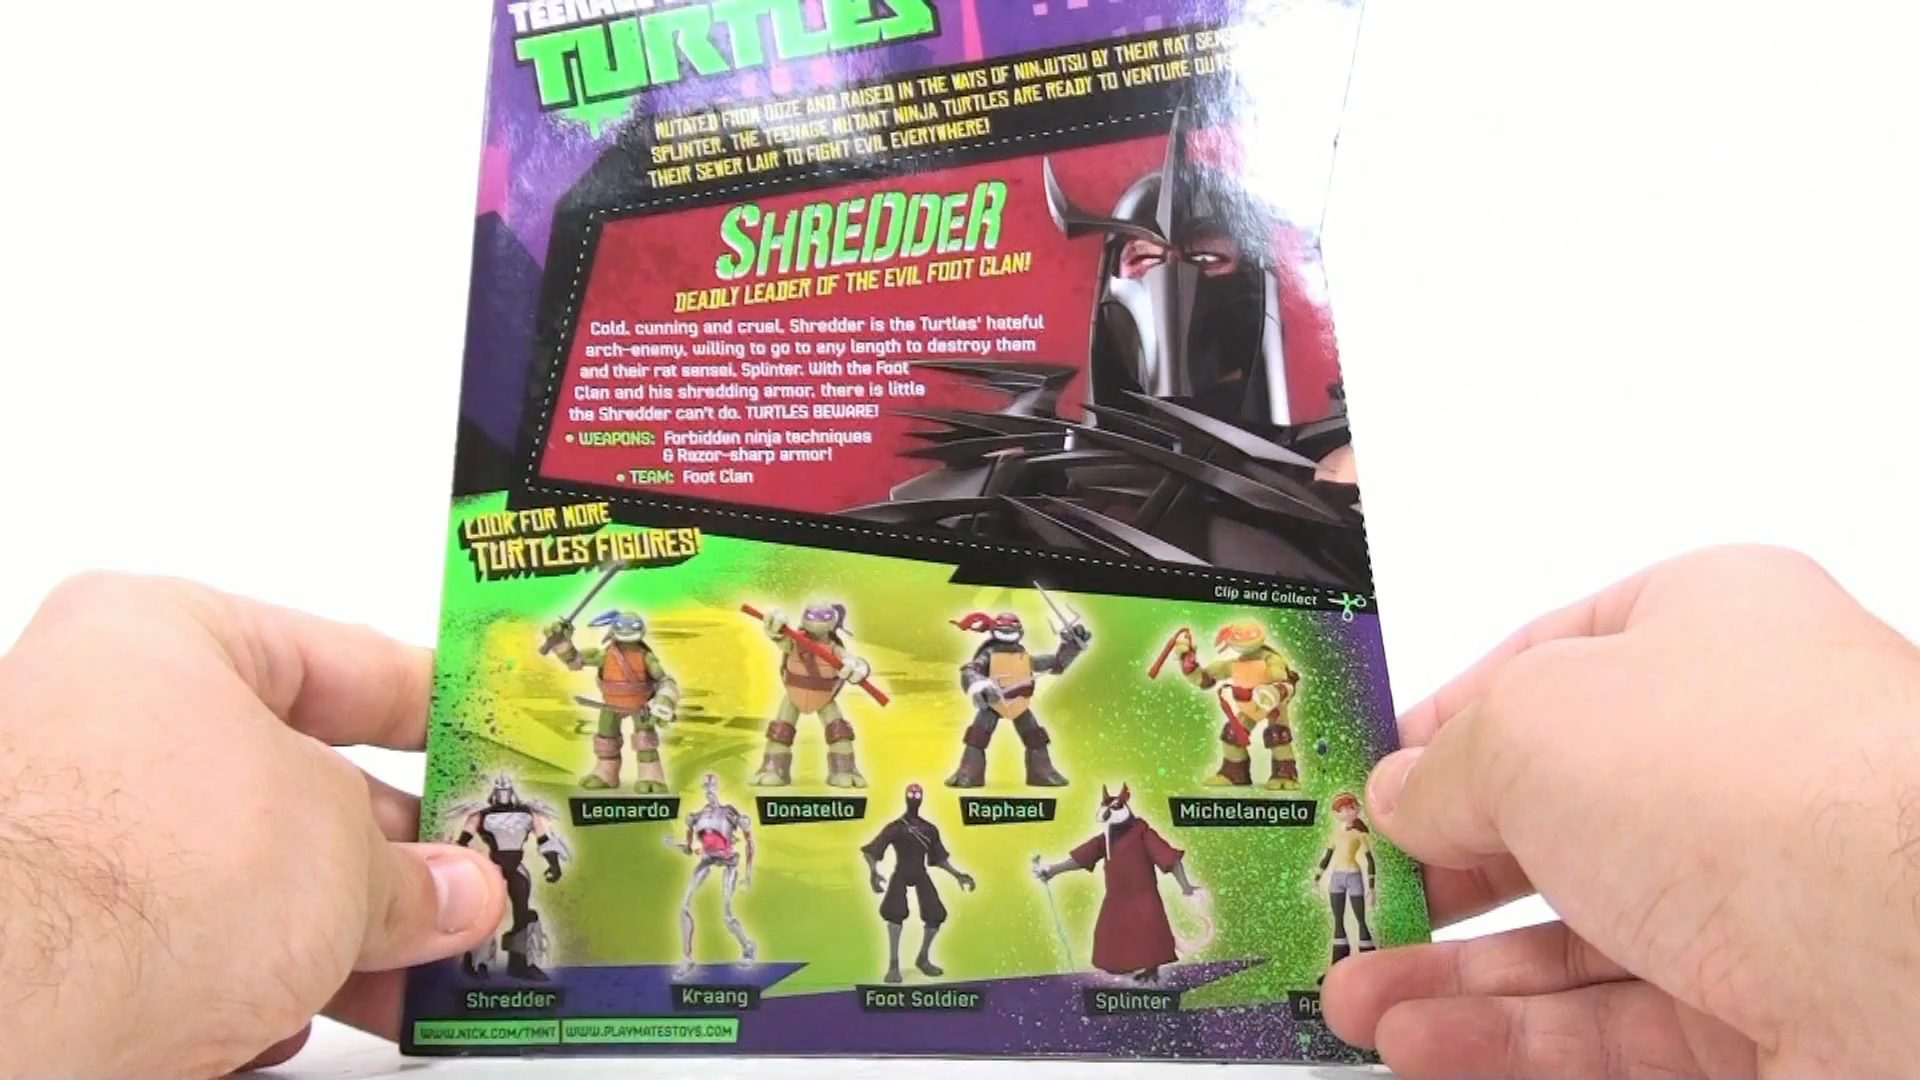 TURTLES
MUTATED FROM OOZE AND RAISED IN THE WAYS OF NINJUTSU BY THEIR RAT
SPLINTER, THE TEENAGE MUTANT NINJA TURTLES ARE READY TO VENTURE
THEIR SEWER LAIR TO FIGHT EVIL EVERYWHERE!
SHREDDER
DEADLY LEADER OF THE EVIL FOOT CLAN!
Cold, cunning and cruel, Shredder is the Turtles' hateful
arch-enemy, willing to go to any length to destroy them
and their rat sensei, Splinter. With the Foot
Clan and his shredding armor, there is little
the Shredder can't do. TURTLES BEWARE!
• WEAPONS: Forbidden ninja techniques
& Razor-sharp armor!
• TEAM: Foot Clan
LOOK FOR MORE
TURTLES FIGURES!
Clip and Collect
Leonardo
Donatello
Raphael
Michelangelo
Shredder
Kraang
Foot Soldier
Splinter
WWW.NICK.COM/TMNT
WWW.PLAYMATESTOYS.COM